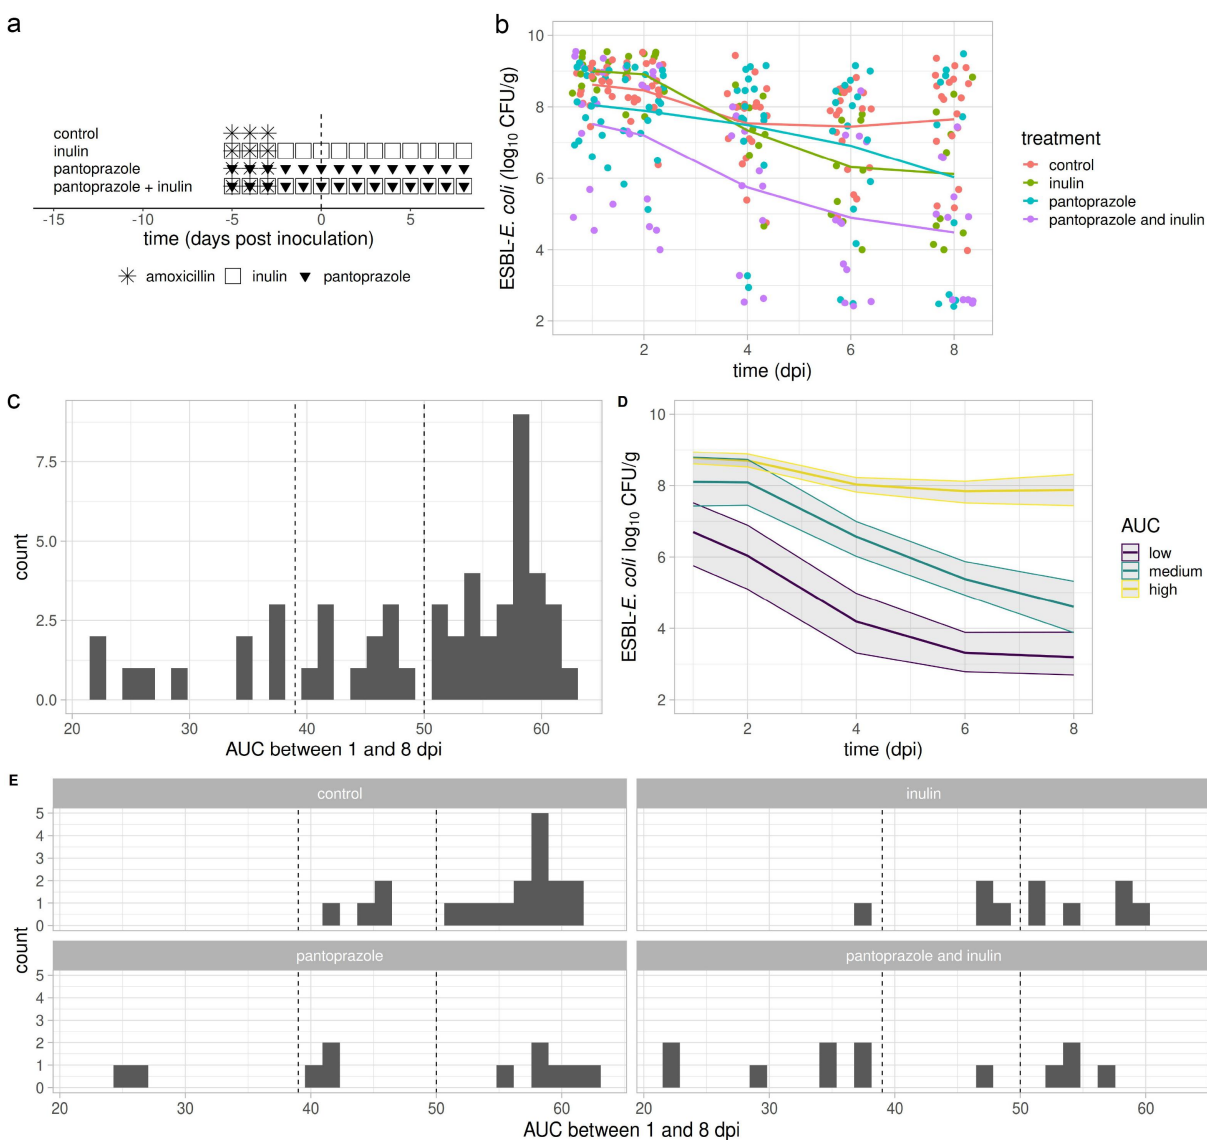 a
control
inulin
pantoprazole
pantoprazole + inulin
-15 -10 -5 0 5
time (days post inoculation)
amoxicillin inulin pantoprazole
b
10
8
6
4
2
ESBL-E. coli (log10 CFU/g)
2 4 6 8
time (dpi)
treatment
control
inulin
pantoprazole
pantoprazole and inulin
C
7.5
5.0
2.5
0.0
count
20 30 40 50 60
AUC between 1 and 8 dpi
D
10
8
6
4
2
ESBL-E. coli log10 CFU/g
2 4 6 8
time (dpi)
AUC
low
medium
high
E
control inulin
5
4
3
2
1
0
count
pantoprazole pantoprazole and inulin
5
4
3
2
1
0
20 30 40 50 60 20 30 40 50 60
AUC between 1 and 8 dpi